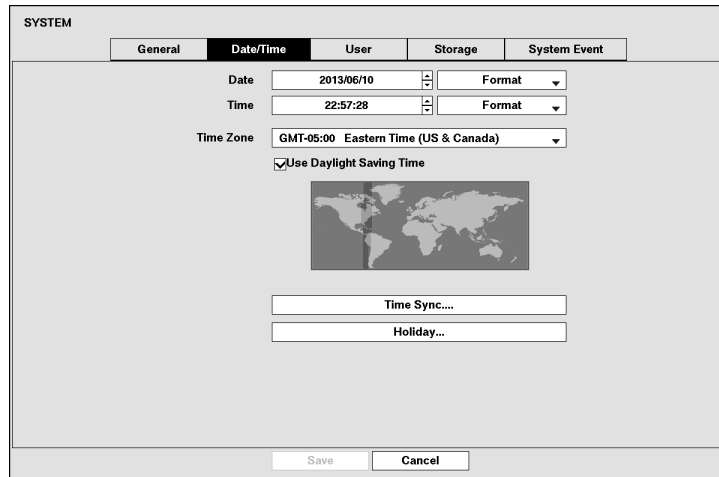 SYSTEM
General Date/Time User Storage System Event
Date 2013/06/10 Format
Time 22:57:28 Format
Time Zone GMT-05:00 Eastern Time (US & Canada)
Use Daylight Saving Time
Time Sync....
Holiday...
Save Cancel